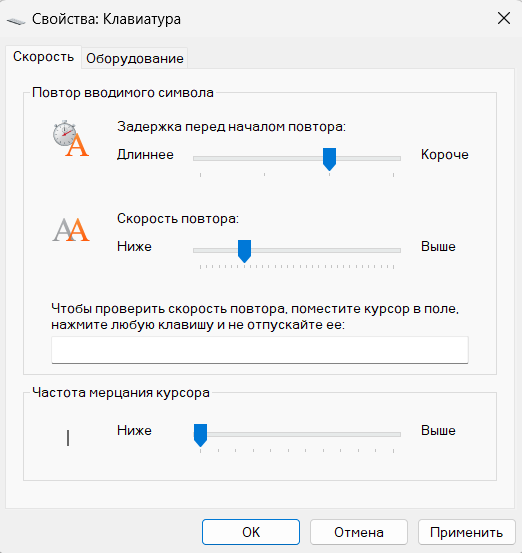 Свойства: Клавиатура
Скорость
Оборудование
Повтор вводимого символа
Задержка перед началом повтора:
Длиннее
Короче
Скорость повтора:
Ниже
Выше
Чтобы проверить скорость повтора, поместите курсор в поле,
нажмите любую клавишу и не отпускайте ее:
Частота мерцания курсора
Ниже
Выше
OK
Отмена
Применить